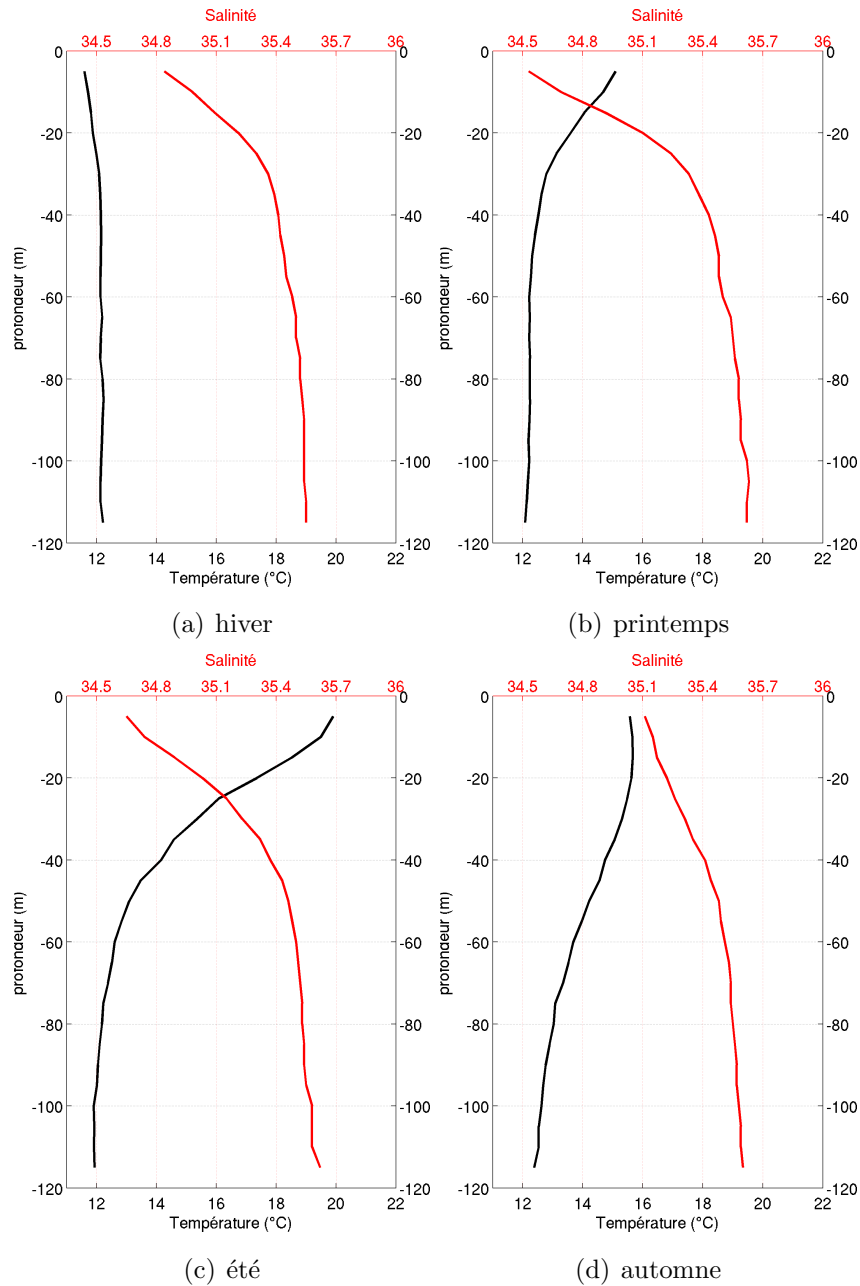 Salinité Salinité
34.5 34.8 35.1 35.4 35.7 36 34.5 34.8 35.1 35.4 35.7 36
0 0 0 0
-20 -20 -20 -20
-40 -40 -40 -40
profondeur (m) profondeur (m)
-60 -60 -60 -60
-80 -80 -80 -80
-100 -100 -100 -100
-120 -120 -120 -120
12 14 16 18 20 22 12 14 16 18 20 22
Température (°C) Température (°C)
(a) hiver (b) printemps
Salinité Salinité
34.5 34.8 35.1 35.4 35.7 36 34.5 34.8 35.1 35.4 35.7 36
0 0 0 0
-20 -20 -20 -20
-40 -40 -40 -40
profondeur (m) profondeur (m)
-60 -60 -60 -60
-80 -80 -80 -80
-100 -100 -100 -100
-120 -120 -120 -120
12 14 16 18 20 22 12 14 16 18 20 22
Température (°C) Température (°C)
(c) été (d) automne